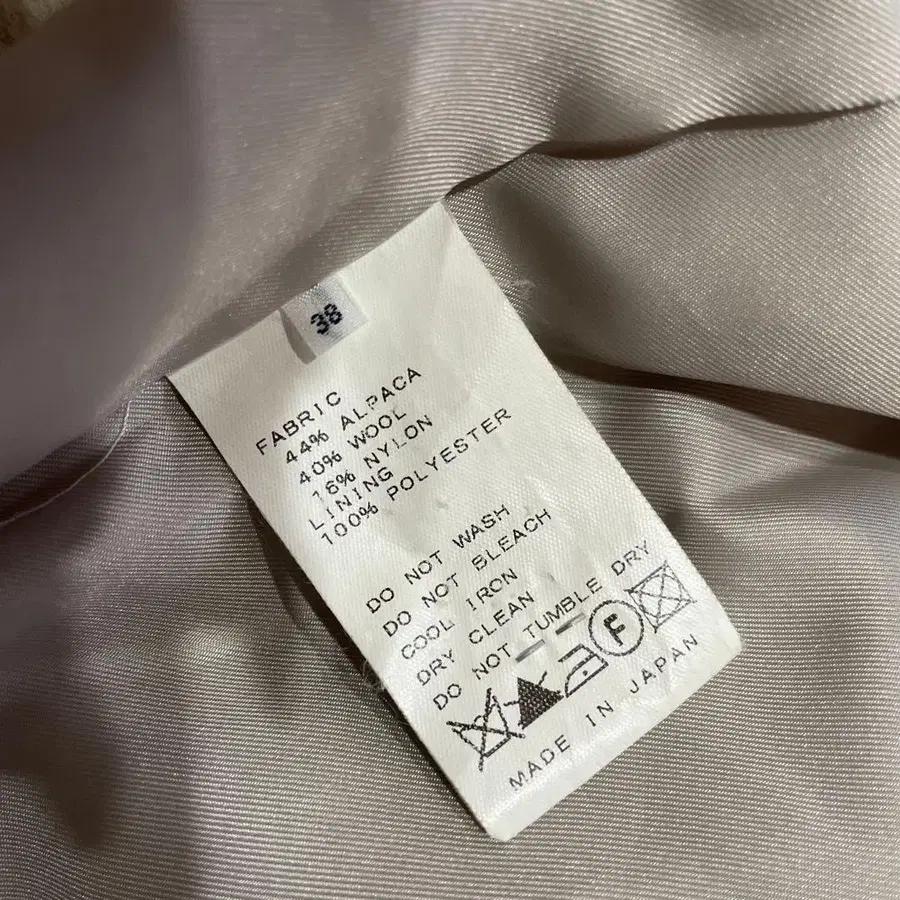 38
FABRIC
44% ALPACA
40% WOOL
16% NYLON
LINING
100% POLYESTER
DO NOT WASH
DO NOT BLEACH
COOL IRON
DRY CLEAN
DO NOT TUMBLE DRY
F
MADE IN JAPAN